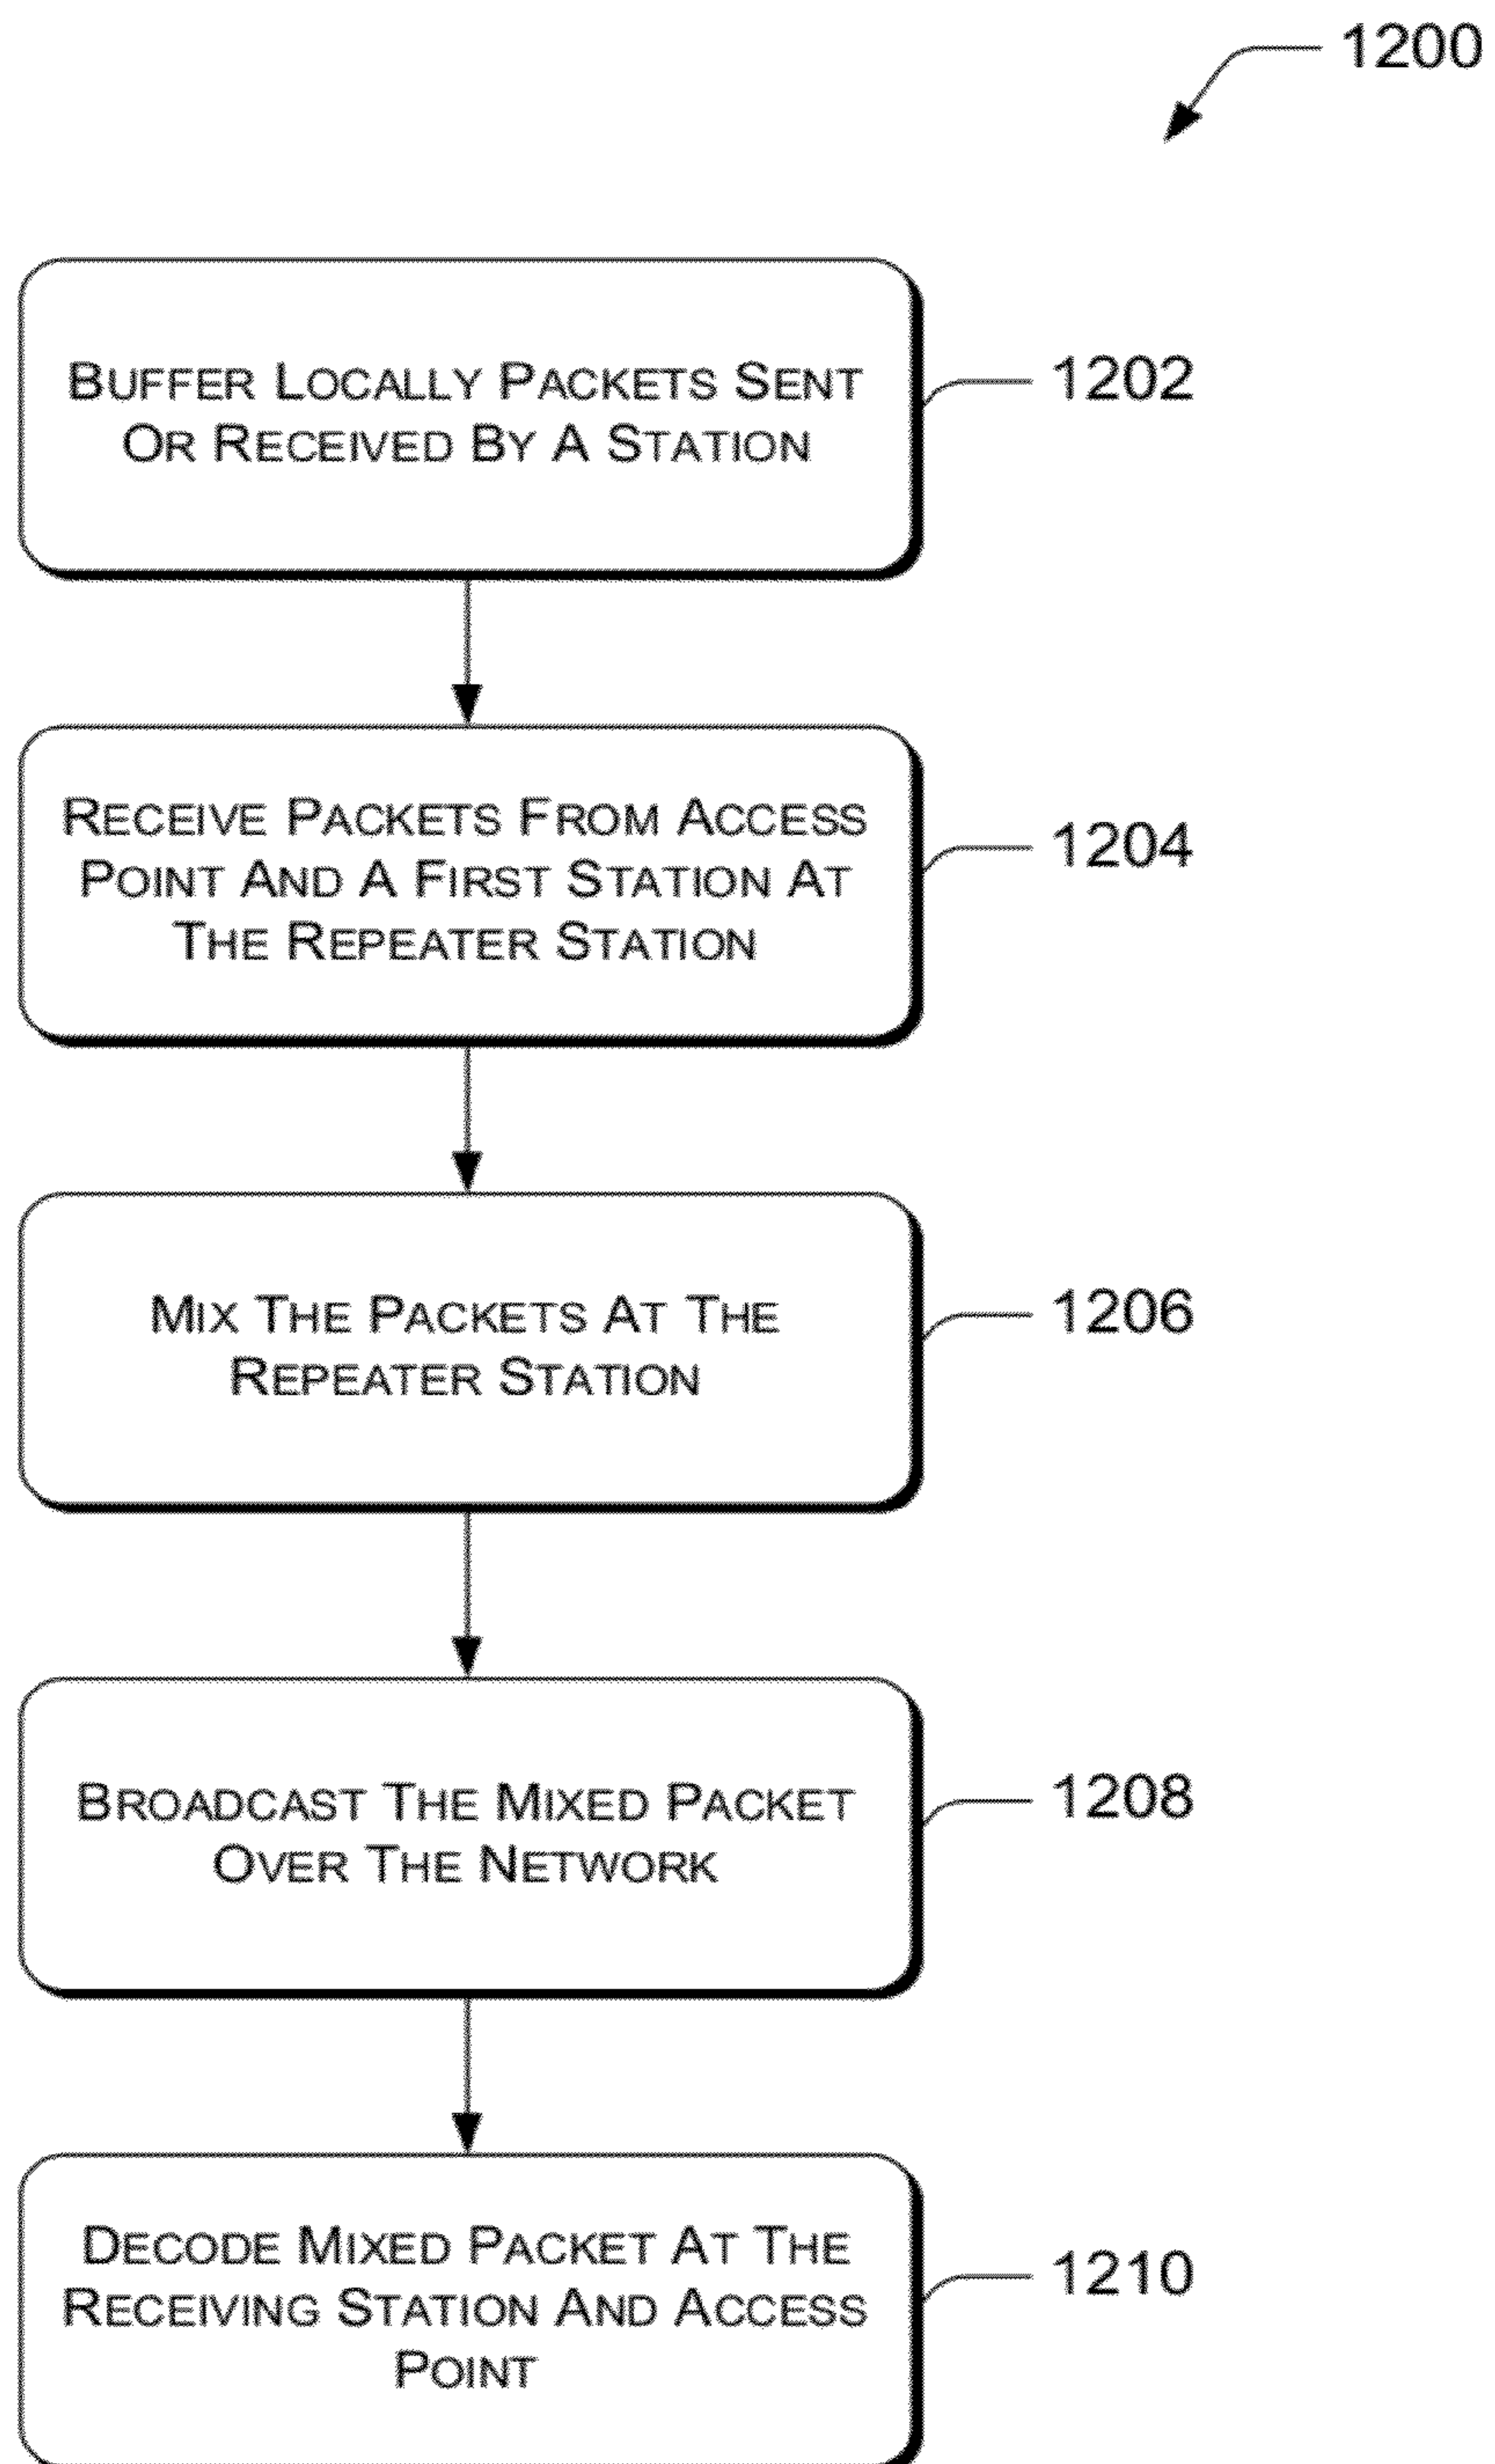 1200
BUFFER LOCALLY PACKETS SENT
OR RECEIVED BY A STATION
1202
RECEIVE PACKETS FROM ACCESS
POINT AND A FIRST STATION AT
THE REPEATER STATION
1204
MIX THE PACKETS AT THE
REPEATER STATION
1206
BROADCAST THE MIXED PACKET
OVER THE NETWORK
1208
DECODE MIXED PACKET AT THE
RECEIVING STATION AND ACCESS
POINT
1210